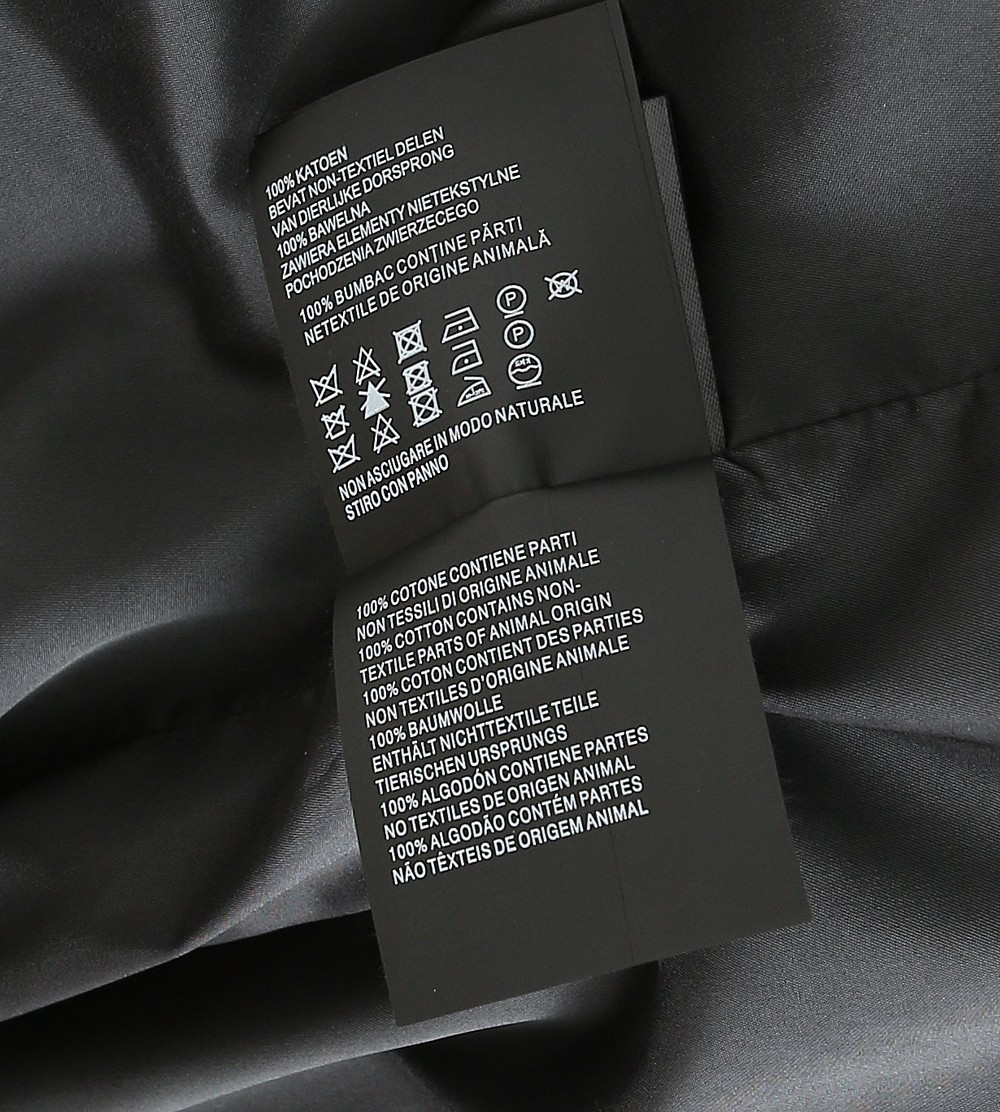 100% KATOEN
BEVAT NON-TEXTIEL DELEN
VAN DIERLIJKE DORSPRONG
100% BAWELNA
ZAWIERA ELEMENTY NIETEKSTYLNE
POCHODZENIA ZWIERZECEGO
100% BUMBAC CONȚINE PĂRTI
NETEXTILE DE ORIGINE ANIMALĂ
P
P
NON ASCIUGARE IN MODO NATURALE
STIRO CON PANNO
100% COTONE CONTIENE PARTI
NON TESSILI DI ORIGINE ANIMALE
100% COTTON CONTAINS NON-
TEXTILE PARTS OF ANIMAL ORIGIN
100% COTON CONTIENT DES PARTIES
NON TEXTILES D'ORIGINE ANIMALE
100% BAUMWOLLE
ENTHÄLT NICHTTEXTILE TEILE
TIERISCHEN URSPRUNGS
100% ALGODÓN CONTIENE PARTES
NO TEXTILES DE ORIGEN ANIMAL
100% ALGODÃO CONTÉM PARTES
NÃO TÊXTEIS DE ORIGEM ANIMAL